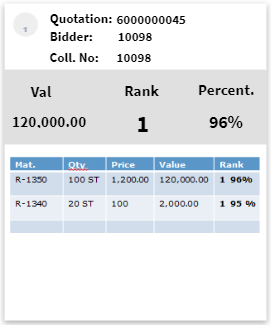 1
Quotation: 6000000045
Bidder: 10098
Coll. No: 10098
Val Rank Percent.
120,000.00 1 96%
Mat. Qty Price Value Rank
R-1350 100 ST 1,200.00 120,000.00 1 96%
R-1340 20 ST 100 2,000.00 1 95 %